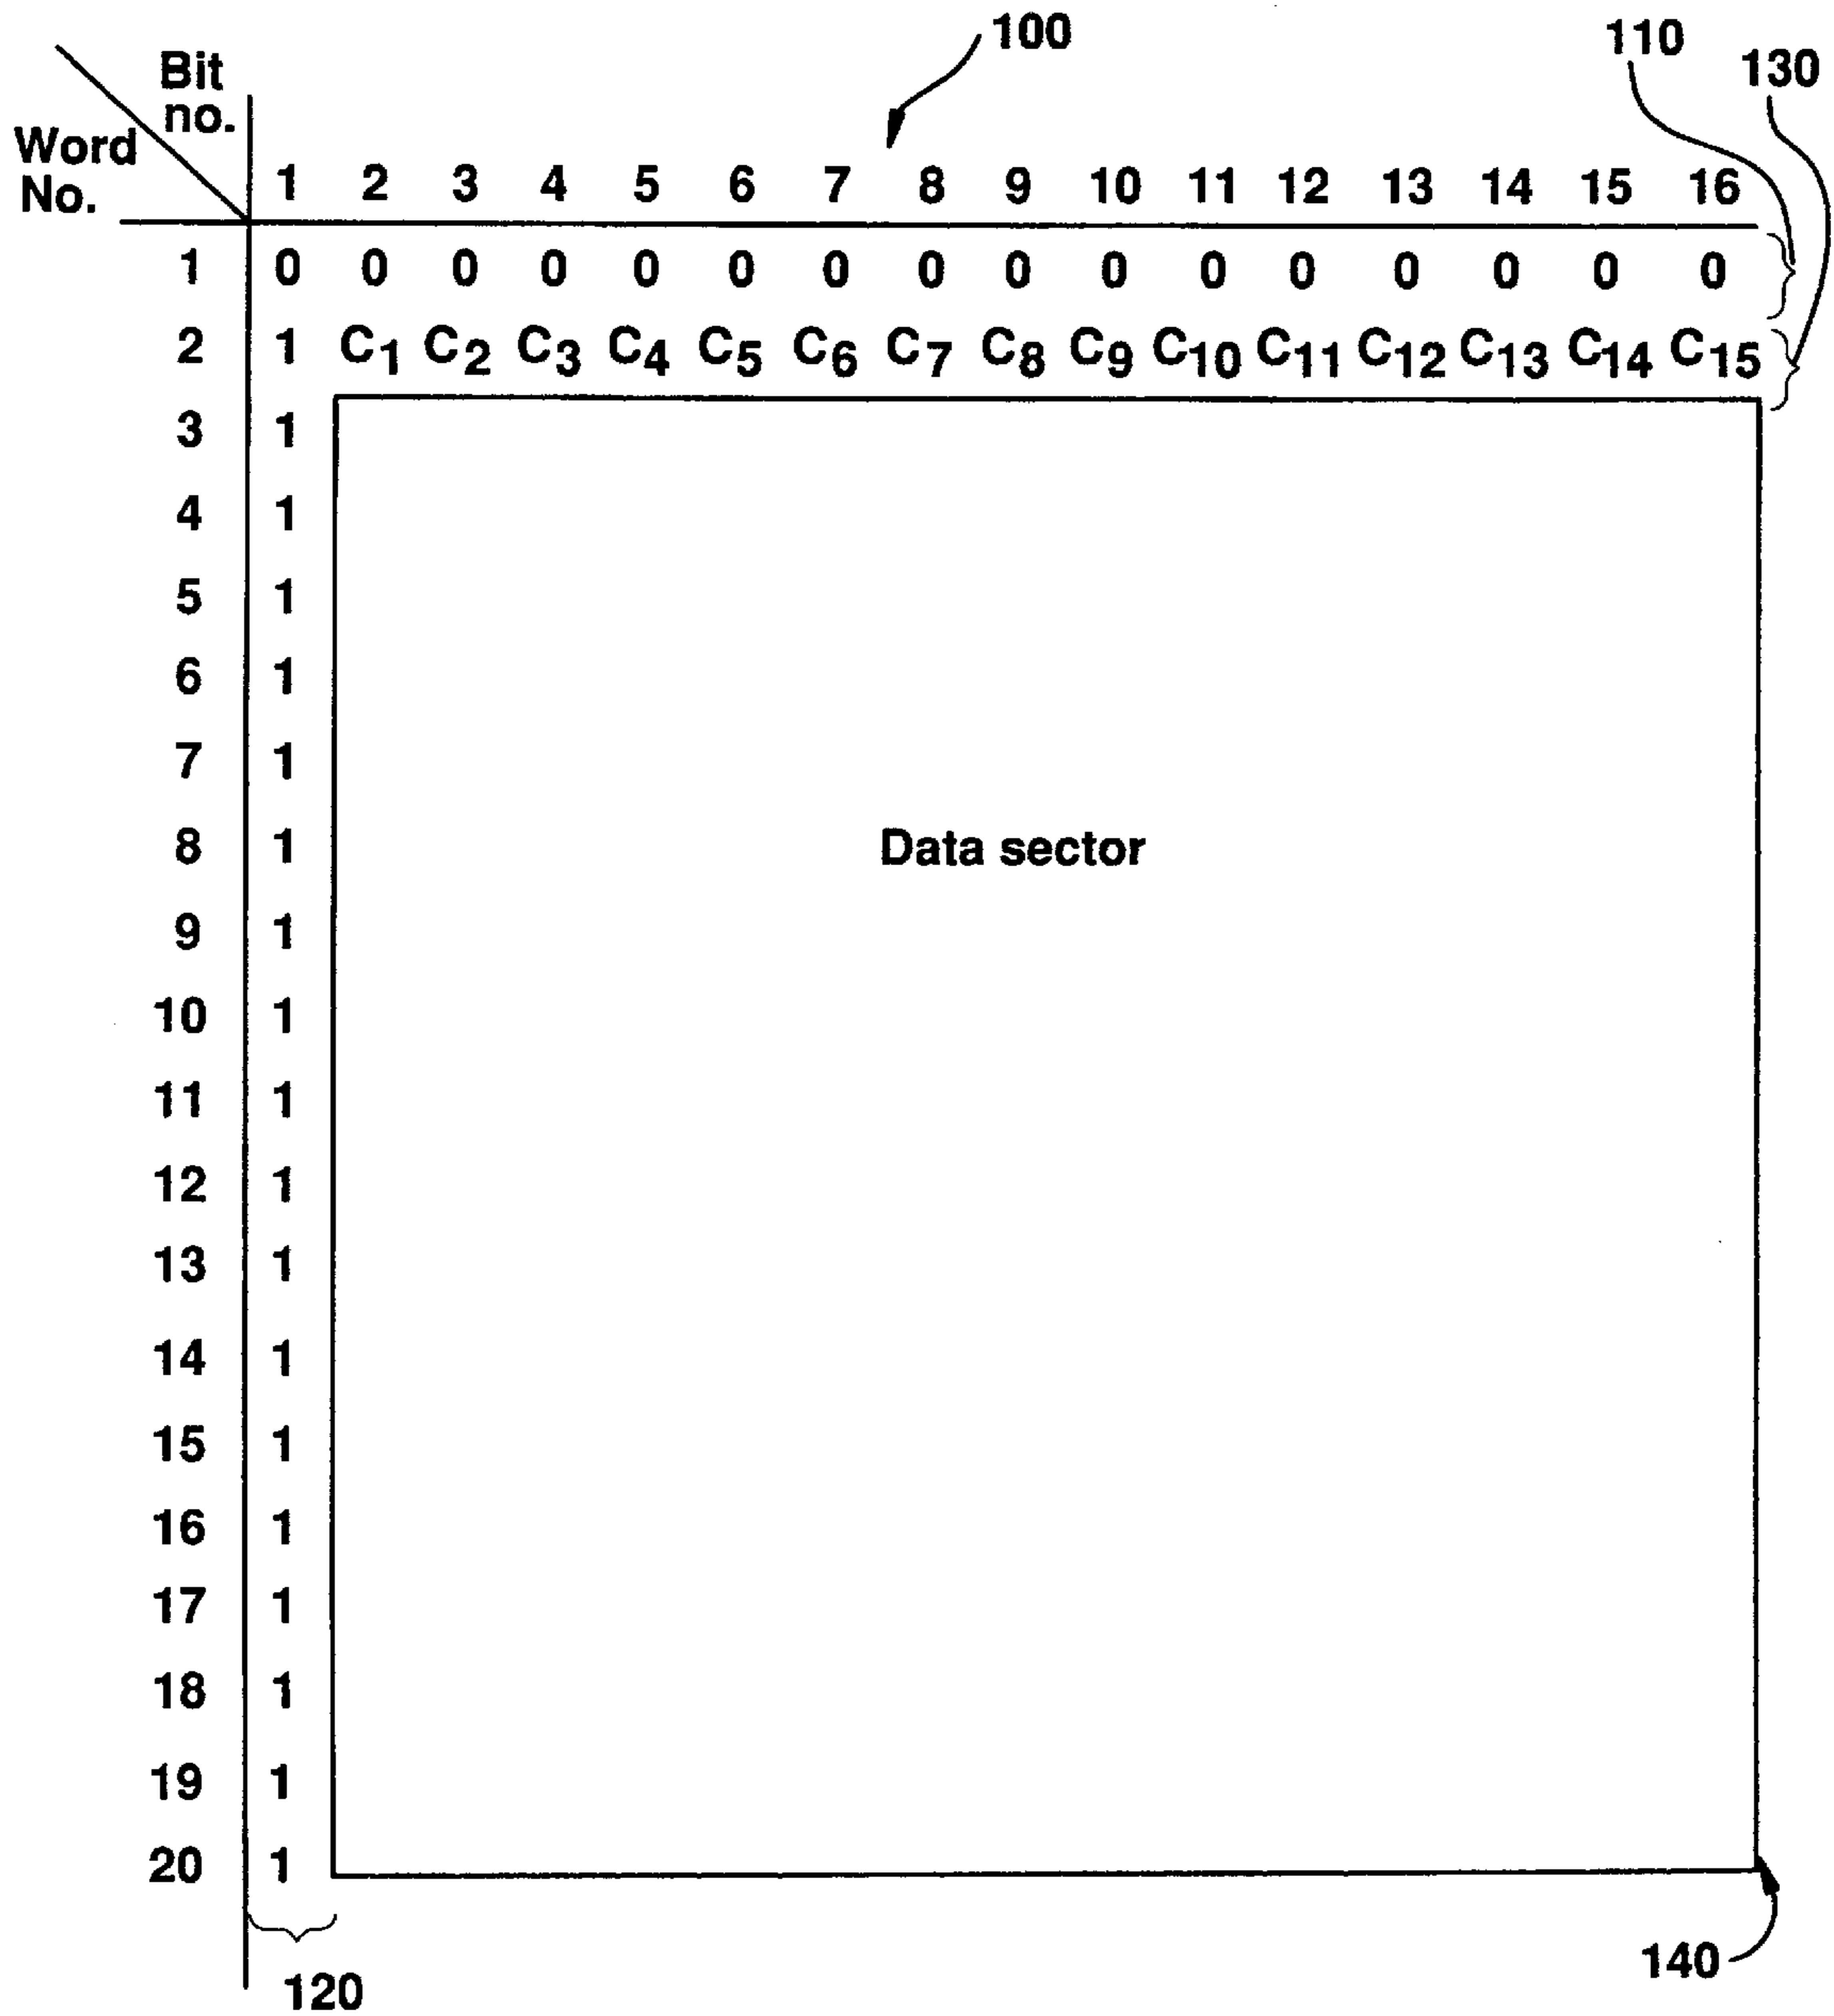 100
110
130
Bit
no.
Word
No.
1 2 3 4 5 6 7 8 9 10 11 12 13 14 15 16
1 0 0 0 0 0 0 0 0 0 0 0 0 0 0 0 0
2 1 C1 C2 C3 C4 C5 C6 C7 C8 C9 C10 C11 C12 C13 C14 C15
3 1
4 1
5 1
6 1
7 1
8 1 Data sector
9 1
10 1
11 1
12 1
13 1
14 1
15 1
16 1
17 1
18 1
19 1
20 1
140
120